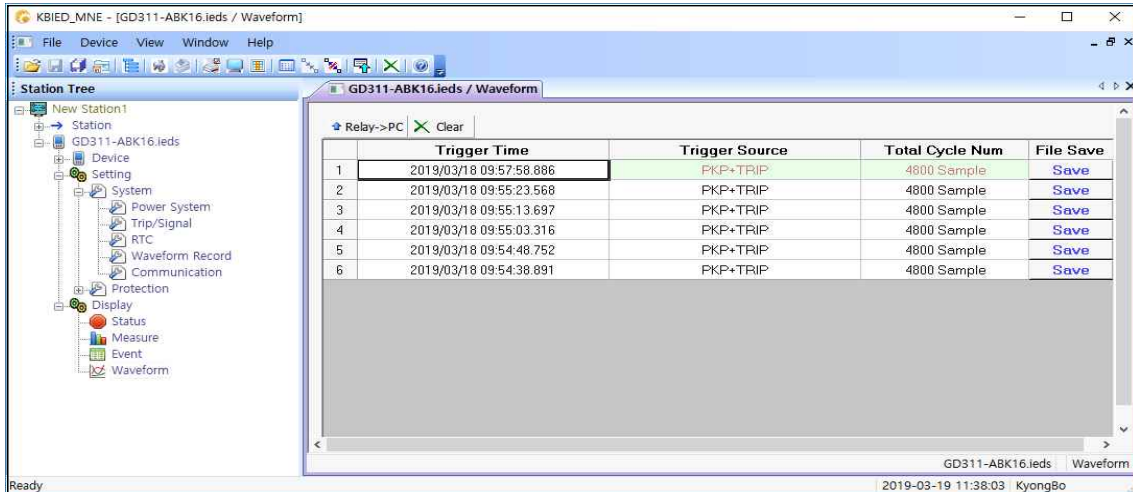 KBIED_MNE - [GD311-ABK16.ieds / Waveform]
File Device View Window Help
Station Tree
GD311-ABK16.ieds / Waveform
New Station1
Station
GD311-ABK16.ieds
Device
Setting
System
Power System
Trip/Signal
RTC
Waveform Record
Communication
Protection
Display
Status
Measure
Event
Waveform
Relay->PC Clear
Trigger Time Trigger Source Total Cycle Num File Save
1 2019/03/18 09:57:58.886 PKP+TRIP 4800 Sample Save
2 2019/03/18 09:55:23.568 PKP+TRIP 4800 Sample Save
3 2019/03/18 09:55:13.697 PKP+TRIP 4800 Sample Save
4 2019/03/18 09:55:03.316 PKP+TRIP 4800 Sample Save
5 2019/03/18 09:54:48.752 PKP+TRIP 4800 Sample Save
6 2019/03/18 09:54:38.891 PKP+TRIP 4800 Sample Save
GD311-ABK16.ieds Waveform
Ready 2019-03-19 11:38:03 KyongBo